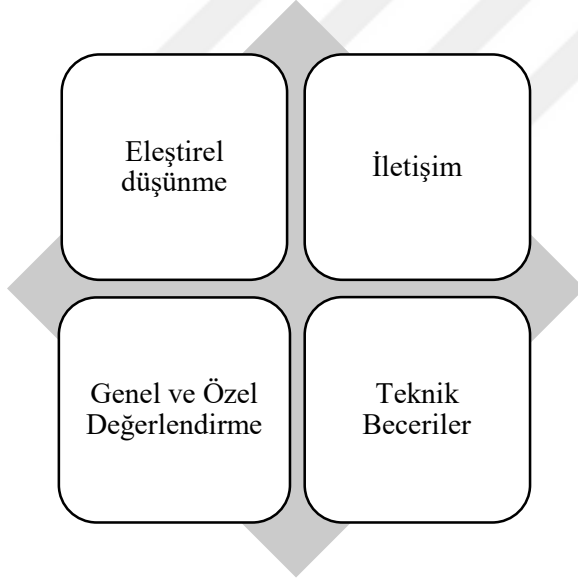 Eleştirel
düşünme
İletişim
Genel ve Özel
Değerlendirme
Teknik
Beceriler